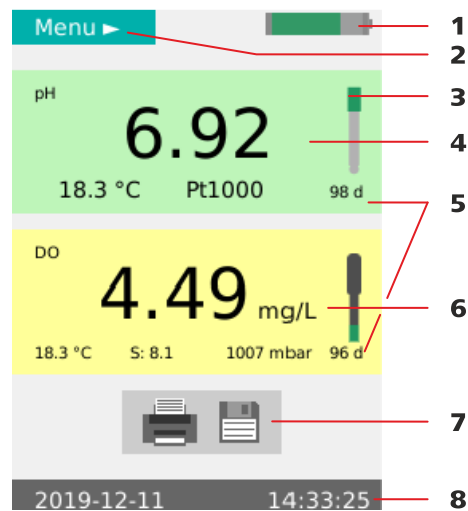 Menu ►
1
2
pH
3
6.92
4
18.3 °C Pt1000 98 d
5
DO
4.49 mg/L
6
18.3 °C S: 8.1 1007 mbar 96 d
7
2019-12-11 14:33:25
8